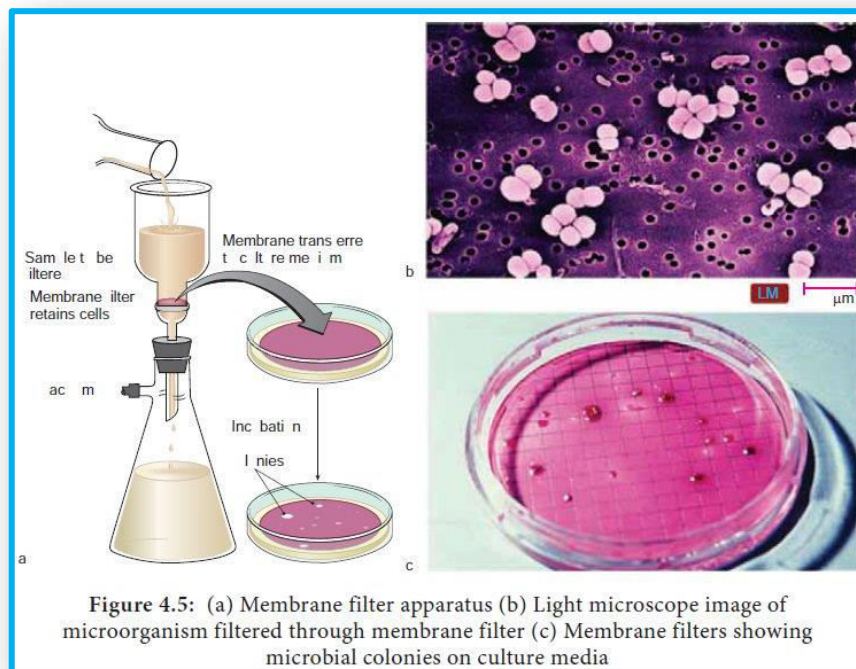 Sam le t be
iltere
Membrane ilter
retains cells
Membrane trans erre
t c lt re me i m
ac m
Inc bati n
l nies
a
b
LM
μm
c
Figure 4.5: (a) Membrane filter apparatus (b) Light microscope image of
microorganism filtered through membrane filter (c) Membrane filters showing
microbial colonies on culture media